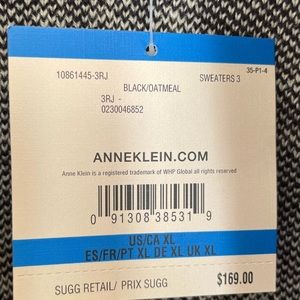 35-P1-4
10861445-3RJ SWEATERS 3
BLACK/OATMEAL
3RJ -
0230046852
ANNEKLEIN.COM
Anne Klein is a registered trademark of WHP Global all rights reserved
0 91308 38531 9
US/CA XL
ES/FR/PT XL DE XL UK XL
SUGG RETAIL/ PRIX SUGG $169.00